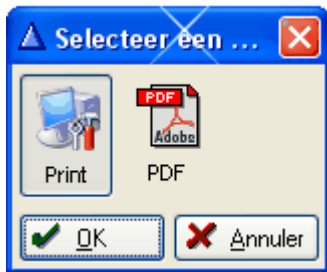 Selecteer een ...
PDF
Adobe
Print
PDF
OK
Annuler